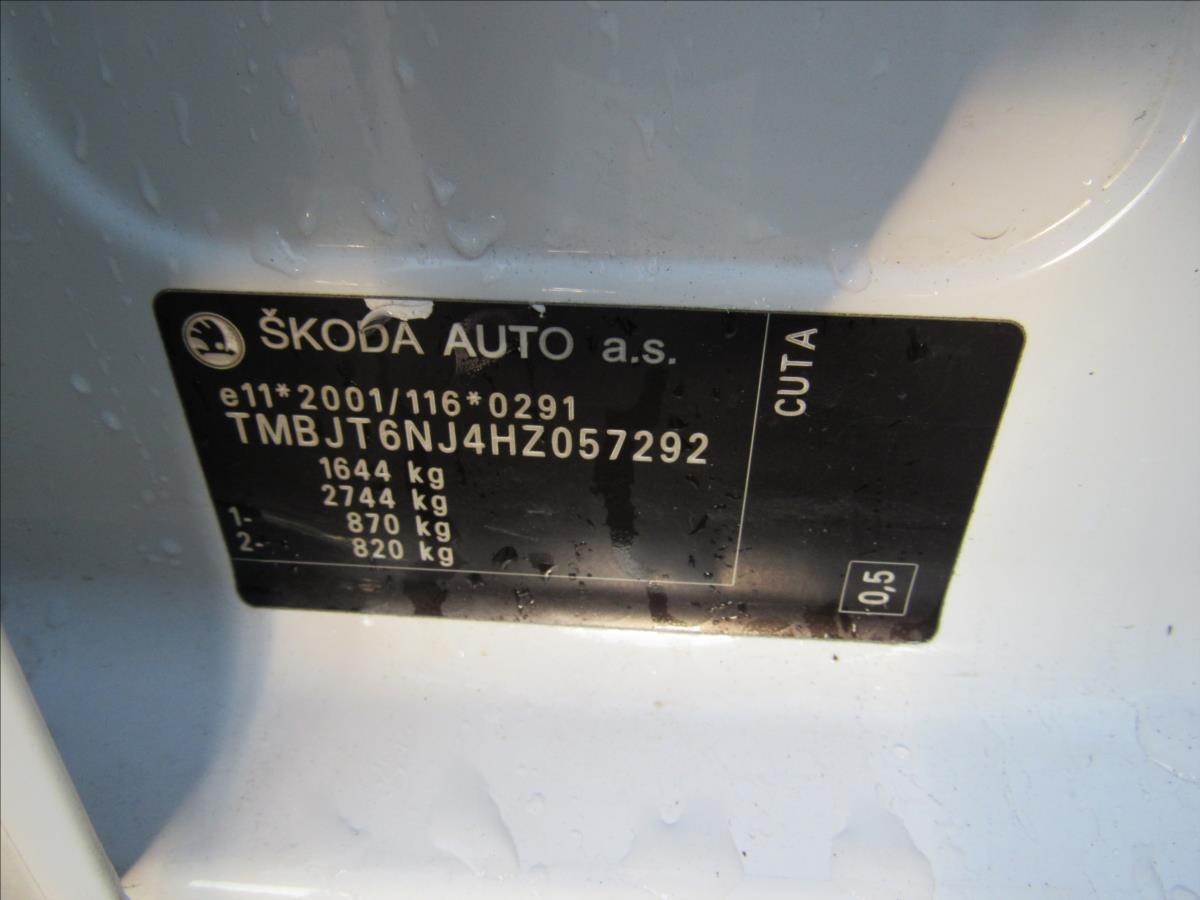 ŠKODA AUTO a.s.
e11*2001/116*0291
TMBJT6NJ4HZ057292
1644 kg
2744 kg
1- 870 kg
2- 820 kg
CUTA
0,5